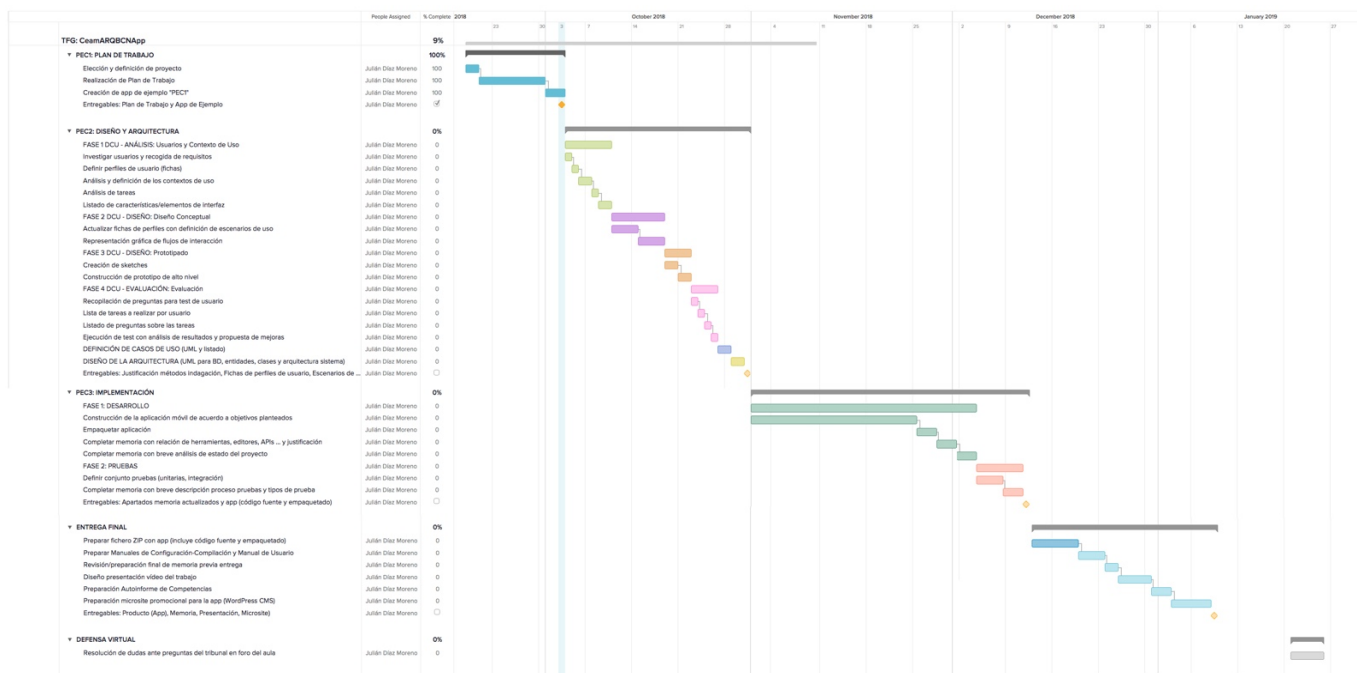 People Assigned % Complete 2018 October 2018 November 2018 December 2018 January 2019
23 30 6 7 14 21 28 4 11 18 25 2 9 16 23 30 6 13 20 27
TFG: CeamARQBCNApp 9%
PEC1: PLAN DE TRABAJO 100%
Elección y definición de proyecto Julián Díaz Moreno 100
Realización de Plan de Trabajo Julián Díaz Moreno 100
Creación de app de ejemplo "PEC1" Julián Díaz Moreno 100
Entregables: Plan de Trabajo y App de Ejemplo Julián Díaz Moreno
PEC2: DISEÑO Y ARQUITECTURA 0%
FASE 1 DCU - ANÁLISIS: Usuarios y Contexto de Uso Julián Díaz Moreno 0
Investigar usuarios y recogida de requisitos Julián Díaz Moreno 0
Definir perfiles de usuario (fichas) Julián Díaz Moreno 0
Análisis y definición de los contextos de uso Julián Díaz Moreno 0
Análisis de tareas Julián Díaz Moreno 0
Listado de características/elementos de interfaz Julián Díaz Moreno 0
FASE 2 DCU - DISEÑO: Diseño Conceptual Julián Díaz Moreno 0
Actualizar fichas de perfiles con definición de escenarios de uso Julián Díaz Moreno 0
Representación gráfica de flujos de interacción Julián Díaz Moreno 0
FASE 3 DCU - DISEÑO: Prototipado Julián Díaz Moreno 0
Creación de sketches Julián Díaz Moreno 0
Construcción de prototipo de alto nivel Julián Díaz Moreno 0
FASE 4 DCU - EVALUACIÓN: Evaluación Julián Díaz Moreno 0
Recopilación de preguntas para test de usuario Julián Díaz Moreno 0
Lista de tareas a realizar por usuario Julián Díaz Moreno 0
Listado de preguntas sobre las tareas Julián Díaz Moreno 0
Ejecución de test con análisis de resultados y propuesta de mejoras Julián Díaz Moreno 0
DEFINICIÓN DE CASOS DE USO (UML y listado) Julián Díaz Moreno 0
DISEÑO DE LA ARQUITECTURA (UML para BD, entidades, clases y arquitectura sistema) Julián Díaz Moreno 0
Entregables: Justificación métodos Indagación, Fichas de perfiles de usuario, Escenarios de ... Julián Díaz Moreno
PEC3: IMPLEMENTACIÓN 0%
FASE 1: DESARROLLO Julián Díaz Moreno 0
Construcción de la aplicación móvil de acuerdo a objetivos planteados Julián Díaz Moreno 0
Empaquetar aplicación Julián Díaz Moreno 0
Completar memoria con relación de herramientas, editores, APIs ... y justificación Julián Díaz Moreno 0
Completar memoria con breve análisis de estado del proyecto Julián Díaz Moreno 0
FASE 2: PRUEBAS Julián Díaz Moreno 0
Definir conjunto pruebas (unitarias, integración) Julián Díaz Moreno 0
Completar memoria con breve descripción proceso pruebas y tipos de prueba Julián Díaz Moreno 0
Entregables: Apartados memoria actualizados y app (código fuente y empaquetado) Julián Díaz Moreno
ENTREGA FINAL 0%
Preparar fichero ZIP con app (incluye código fuente y empaquetado) Julián Díaz Moreno 0
Preparar Manuales de Configuración-Compilación y Manual de Usuario Julián Díaz Moreno 0
Revisión/preparación final de memoria previa entrega Julián Díaz Moreno 0
Diseño presentación vídeo del trabajo Julián Díaz Moreno 0
Preparación Autoinforme de Competencias Julián Díaz Moreno 0
Preparación microsite promocional para la app (WordPress CMS) Julián Díaz Moreno 0
Entregables: Producto (App), Memoria, Presentación, Microsite) Julián Díaz Moreno
DEFENSA VIRTUAL 0%
Resolución de dudas ante preguntas del tribunal en foro del aula Julián Díaz Moreno 0